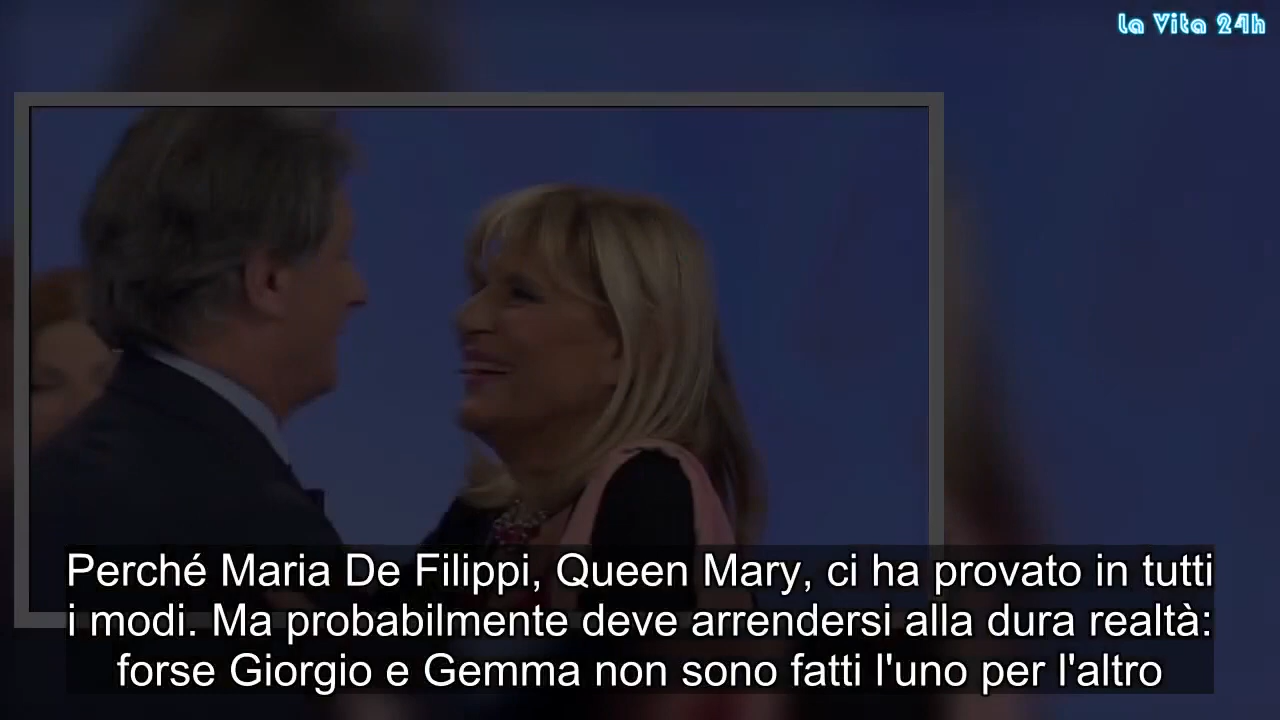 La Vita 24h
Perché Maria De Filippi, Queen Mary, ci ha provato in tutti
i modi. Ma probabilmente deve arrendersi alla dura realtà:
forse Giorgio e Gemma non sono fatti l'uno per l'altro